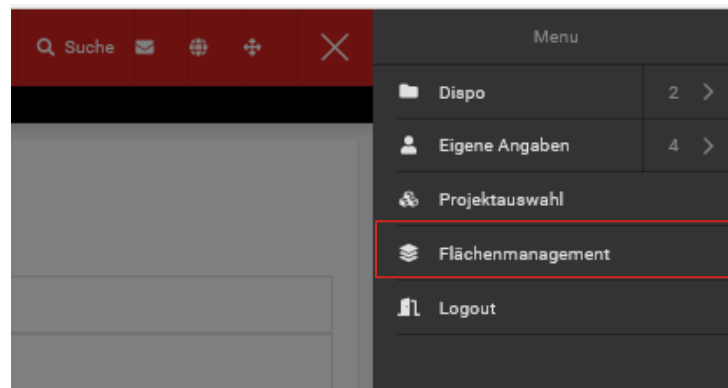 Suche
Menu
Dispo 2
Eigene Angaben 4
Projektauswahl
Flächenmanagement
Logout